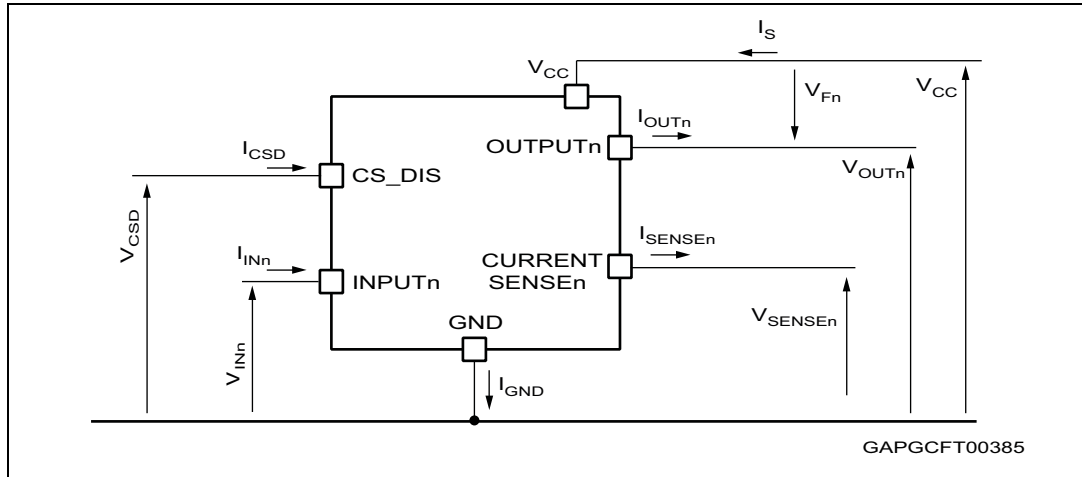 I_S
V_CC
V_Fn
V_CC
I_OUTn
OUTPUTn
V_OUTn
I_CSD
CS_DIS
V_CSD
I_SENSEn
CURRENT
SENSEn
I_INn
INPUTn
V_SENSEn
GND
V_INn
I_GND
GAPGCFT00385